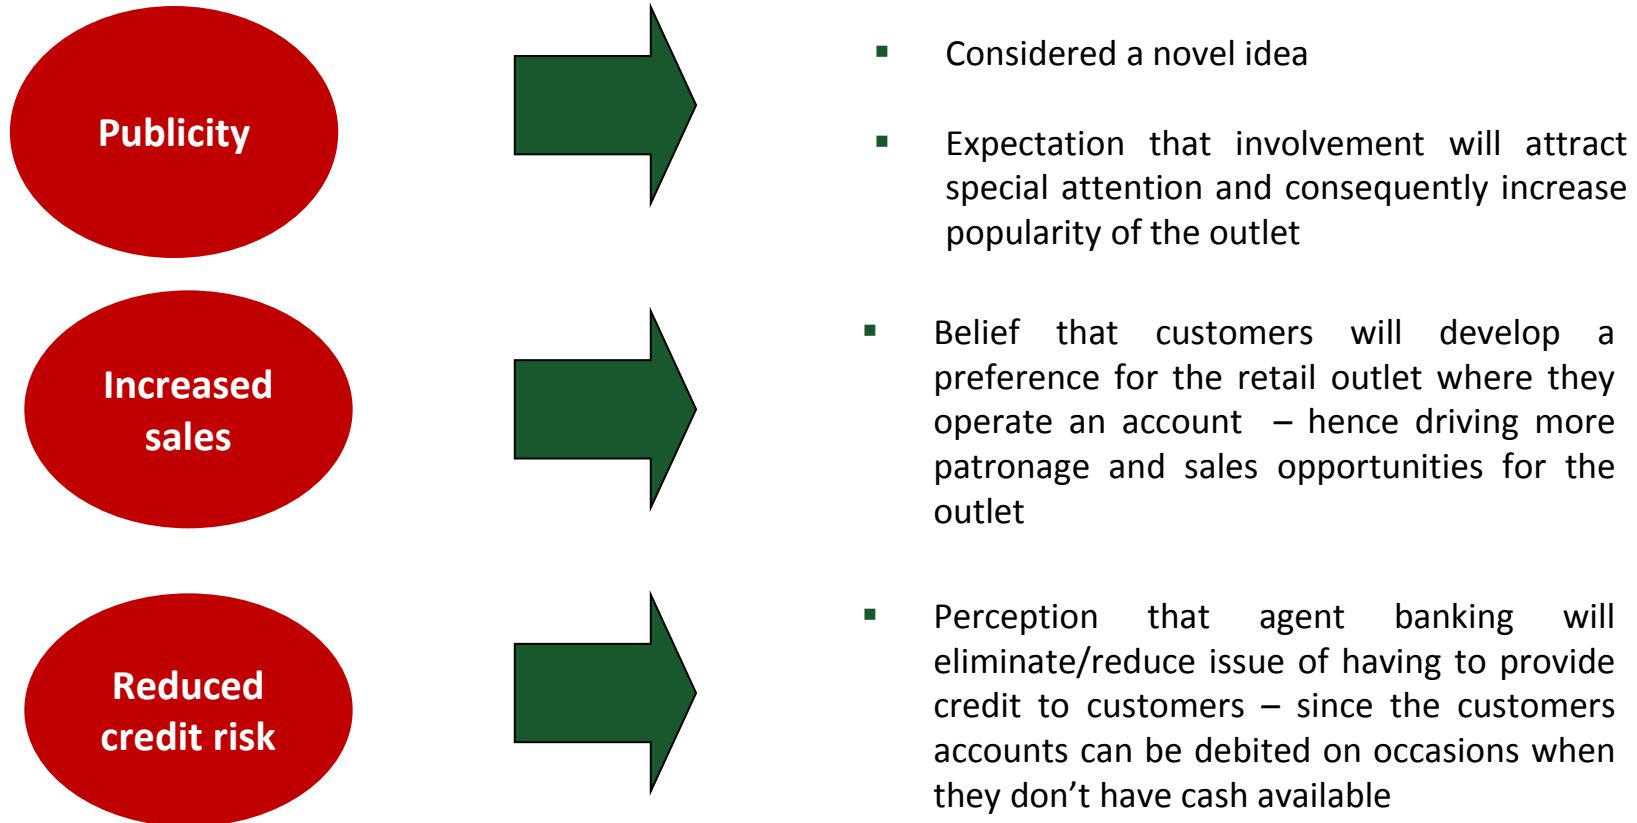 Publicity
▪ Considered a novel idea
▪ Expectation that involvement will attract
special attention and consequently increase
popularity of the outlet
Increased
sales
▪ Belief that customers will develop a
preference for the retail outlet where they
operate an account – hence driving more
patronage and sales opportunities for the
outlet
Reduced
credit risk
▪ Perception that agent banking will
eliminate/reduce issue of having to provide
credit to customers – since the customers
accounts can be debited on occasions when
they don’t have cash available